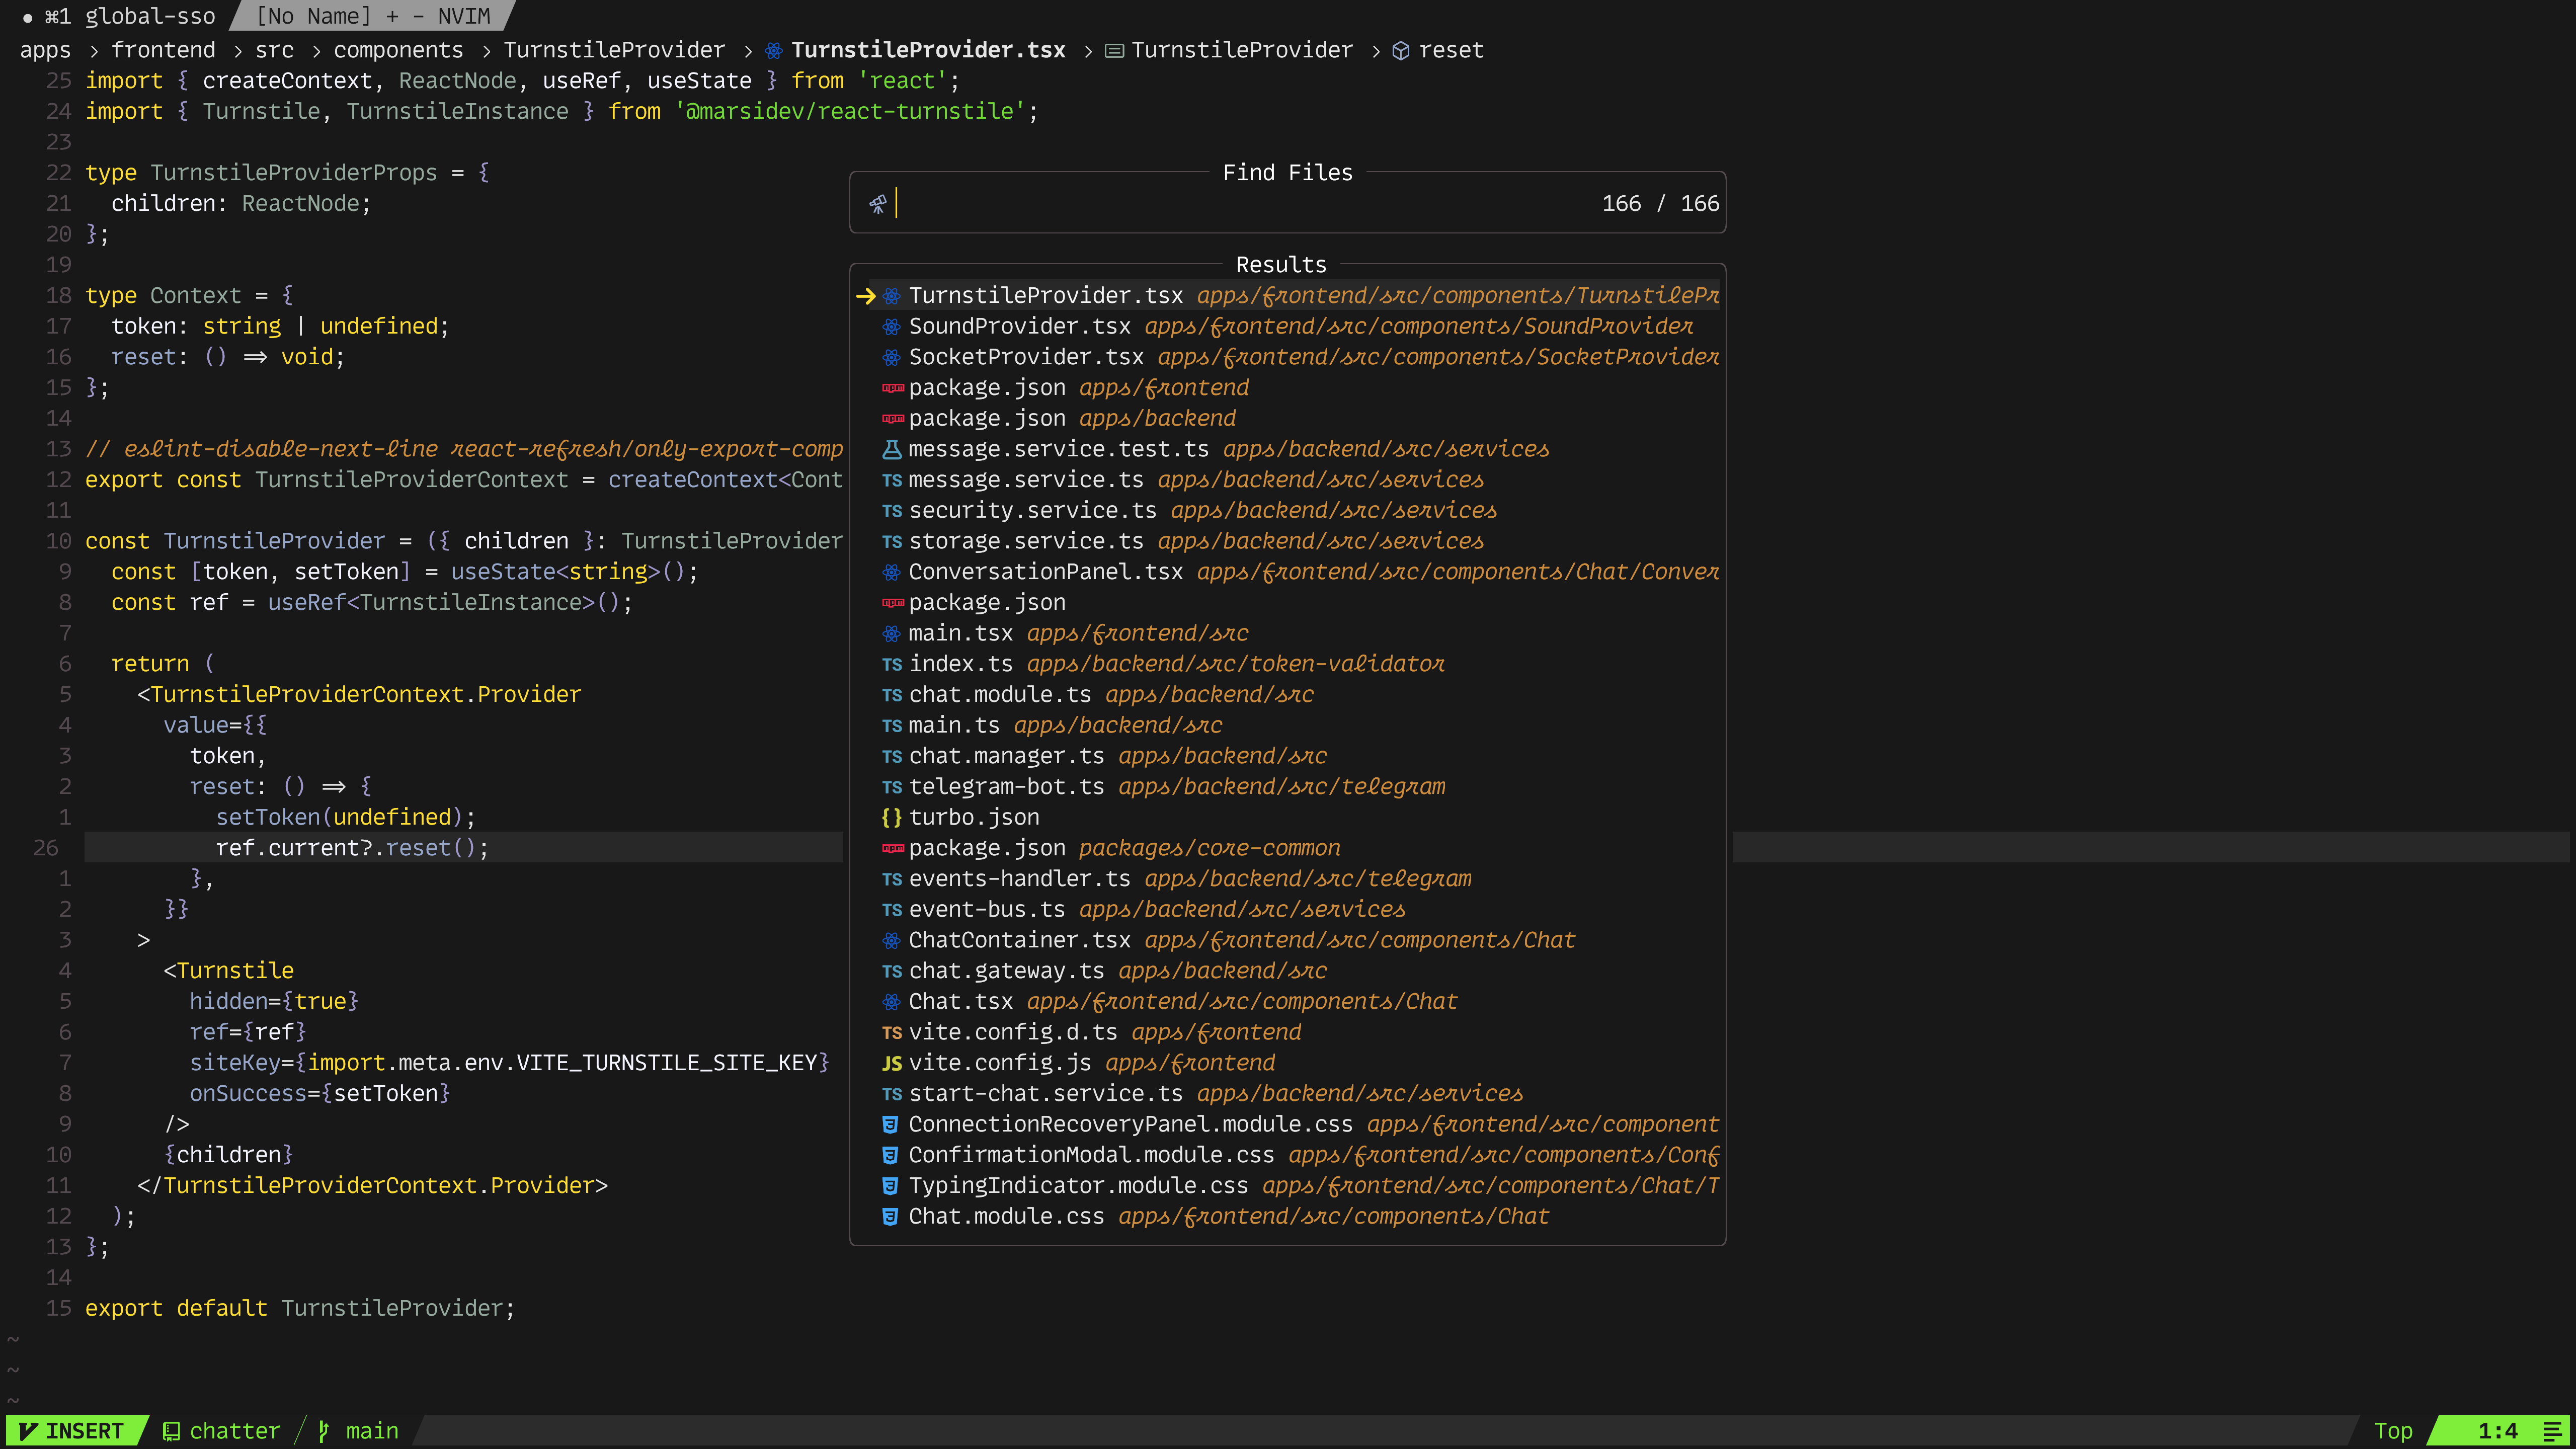 ● ⌘1 global-sso [No Name] + - NVIM
apps > frontend > src > components > TurnstileProvider > TurnstileProvider.tsx > TurnstileProvider > reset
25 import { createContext, ReactNode, useRef, useState } from 'react';
24 import { Turnstile, TurnstileInstance } from '@marsidev/react-turnstile';
23
22 type TurnstileProviderProps = {
21   children: ReactNode;
20 };
19
18 type Context = {
17   token: string | undefined;
16   reset: () => void;
15 };
14
13 // eslint-disable-next-line react-refresh/only-export-comp
12 export const TurnstileProviderContext = createContext<Cont
11
10 const TurnstileProvider = ({ children }: TurnstileProvider
9   const [token, setToken] = useState<string>();
8   const ref = useRef<TurnstileInstance>();
7
6   return (
5     <TurnstileProviderContext.Provider
4       value={{
3         token,
2         reset: () => {
1           setToken(undefined);
26           ref.current?.reset();
1         },
2       }}
3     >
4       <Turnstile
5         hidden={true}
6         ref={ref}
7         siteKey={import.meta.env.VITE_TURNSTILE_SITE_KEY}
8         onSuccess={setToken}
9       />
10       {children}
11     </TurnstileProviderContext.Provider>
12   );
13 };
14
15 export default TurnstileProvider;
~
~
~
Find Files
166 / 166
Results
TurnstileProvider.tsx apps/frontend/src/components/TurnstilePr
SoundProvider.tsx apps/frontend/src/components/SoundProvider
SocketProvider.tsx apps/frontend/src/components/SocketProvider
package.json apps/frontend
package.json apps/backend
message.service.test.ts apps/backend/src/services
TS message.service.ts apps/backend/src/services
TS security.service.ts apps/backend/src/services
TS storage.service.ts apps/backend/src/services
ConversationPanel.tsx apps/frontend/src/components/Chat/Conver
package.json
main.tsx apps/frontend/src
TS index.ts apps/backend/src/token-validator
TS chat.module.ts apps/backend/src
TS main.ts apps/backend/src
TS chat.manager.ts apps/backend/src
TS telegram-bot.ts apps/backend/src/telegram
{} turbo.json
package.json packages/core-common
TS events-handler.ts apps/backend/src/telegram
TS event-bus.ts apps/backend/src/services
ChatContainer.tsx apps/frontend/src/components/Chat
TS chat.gateway.ts apps/backend/src
Chat.tsx apps/frontend/src/components/Chat
TS vite.config.d.ts apps/frontend
JS vite.config.js apps/frontend
TS start-chat.service.ts apps/backend/src/services
ConnectionRecoveryPanel.module.css apps/frontend/src/component
ConfirmationModal.module.css apps/frontend/src/components/Conf
TypingIndicator.module.css apps/frontend/src/components/Chat/T
Chat.module.css apps/frontend/src/components/Chat
INSERT chatter main Top 1:4